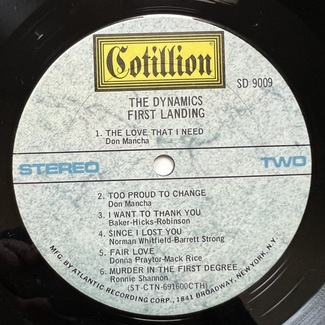 Cotillion
SD 9009
THE DYNAMICS
FIRST LANDING
1. THE LOVE THAT I NEED
Don Mancha
STEREO
TWO
2. TOO PROUD TO CHANGE
Don Mancha
3. I WANT TO THANK YOU
Baker-Hicks-Robinson
4. SINCE I LOST YOU
Norman Whitfield-Barrett Strong
5. FAIR LOVE
Donna Praytor-Mack Rice
6. MURDER IN THE FIRST DEGREE
Ronnie Shannon
(ST-CTN-691600CTH)
MFG. BY ATLANTIC RECORDING CORP., 1841 BROADWAY, NEW YORK, N.Y.